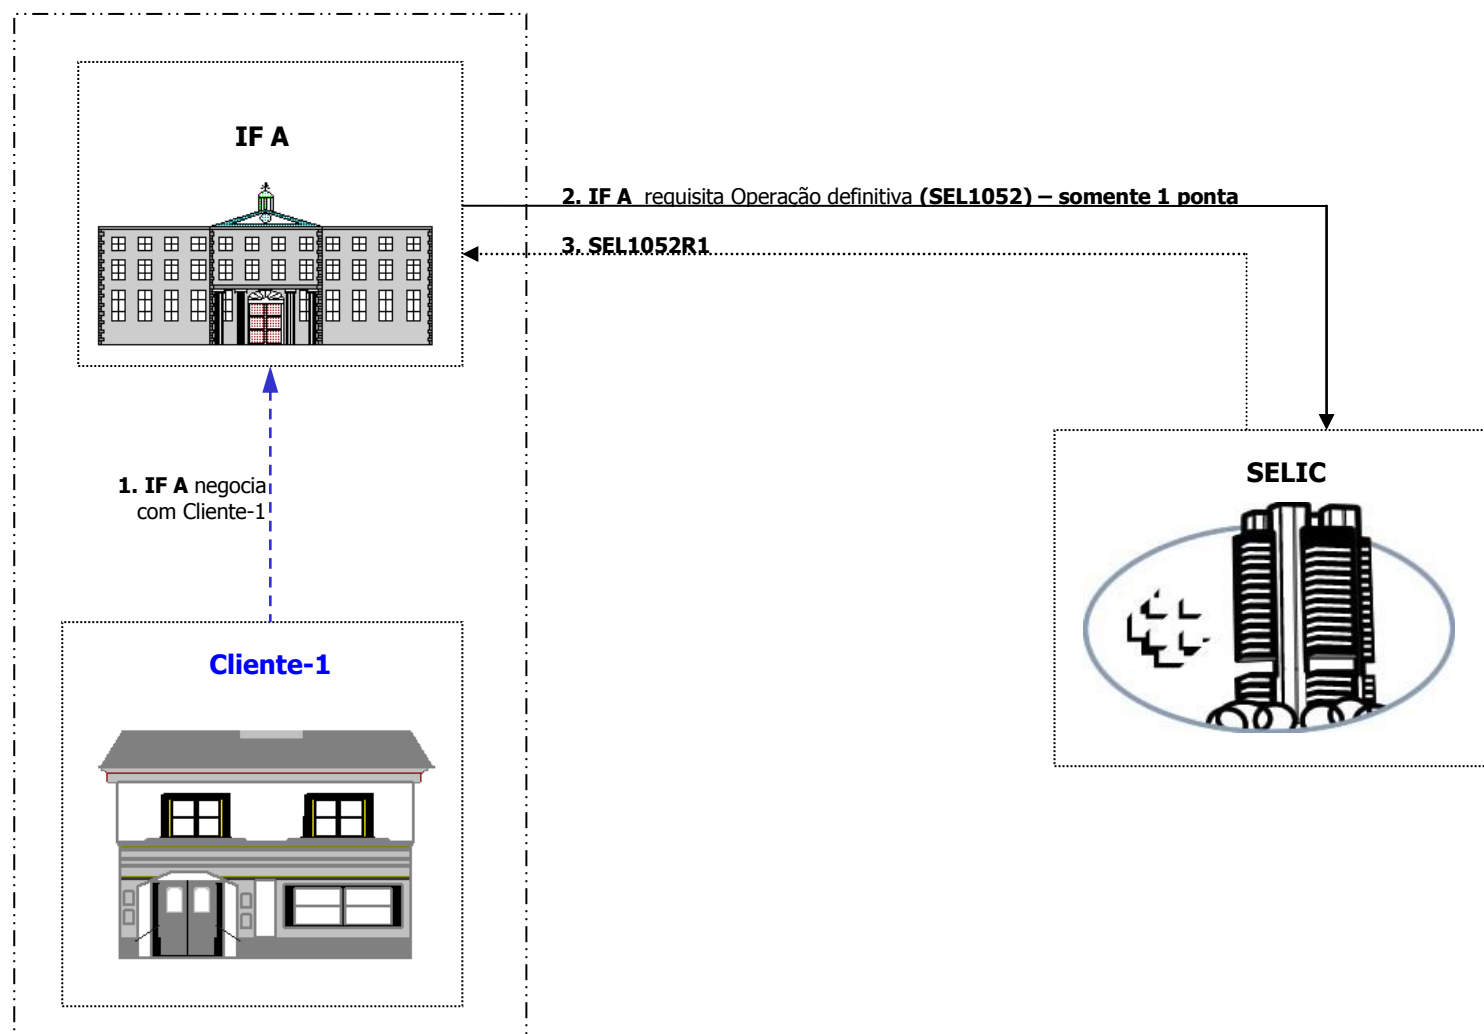 IF A
2. IF A requisita Operação definitiva (SEL1052) – somente 1 ponta
3. SEL1052R1
SELIC
1. IF A negocia
com Cliente-1
Cliente-1